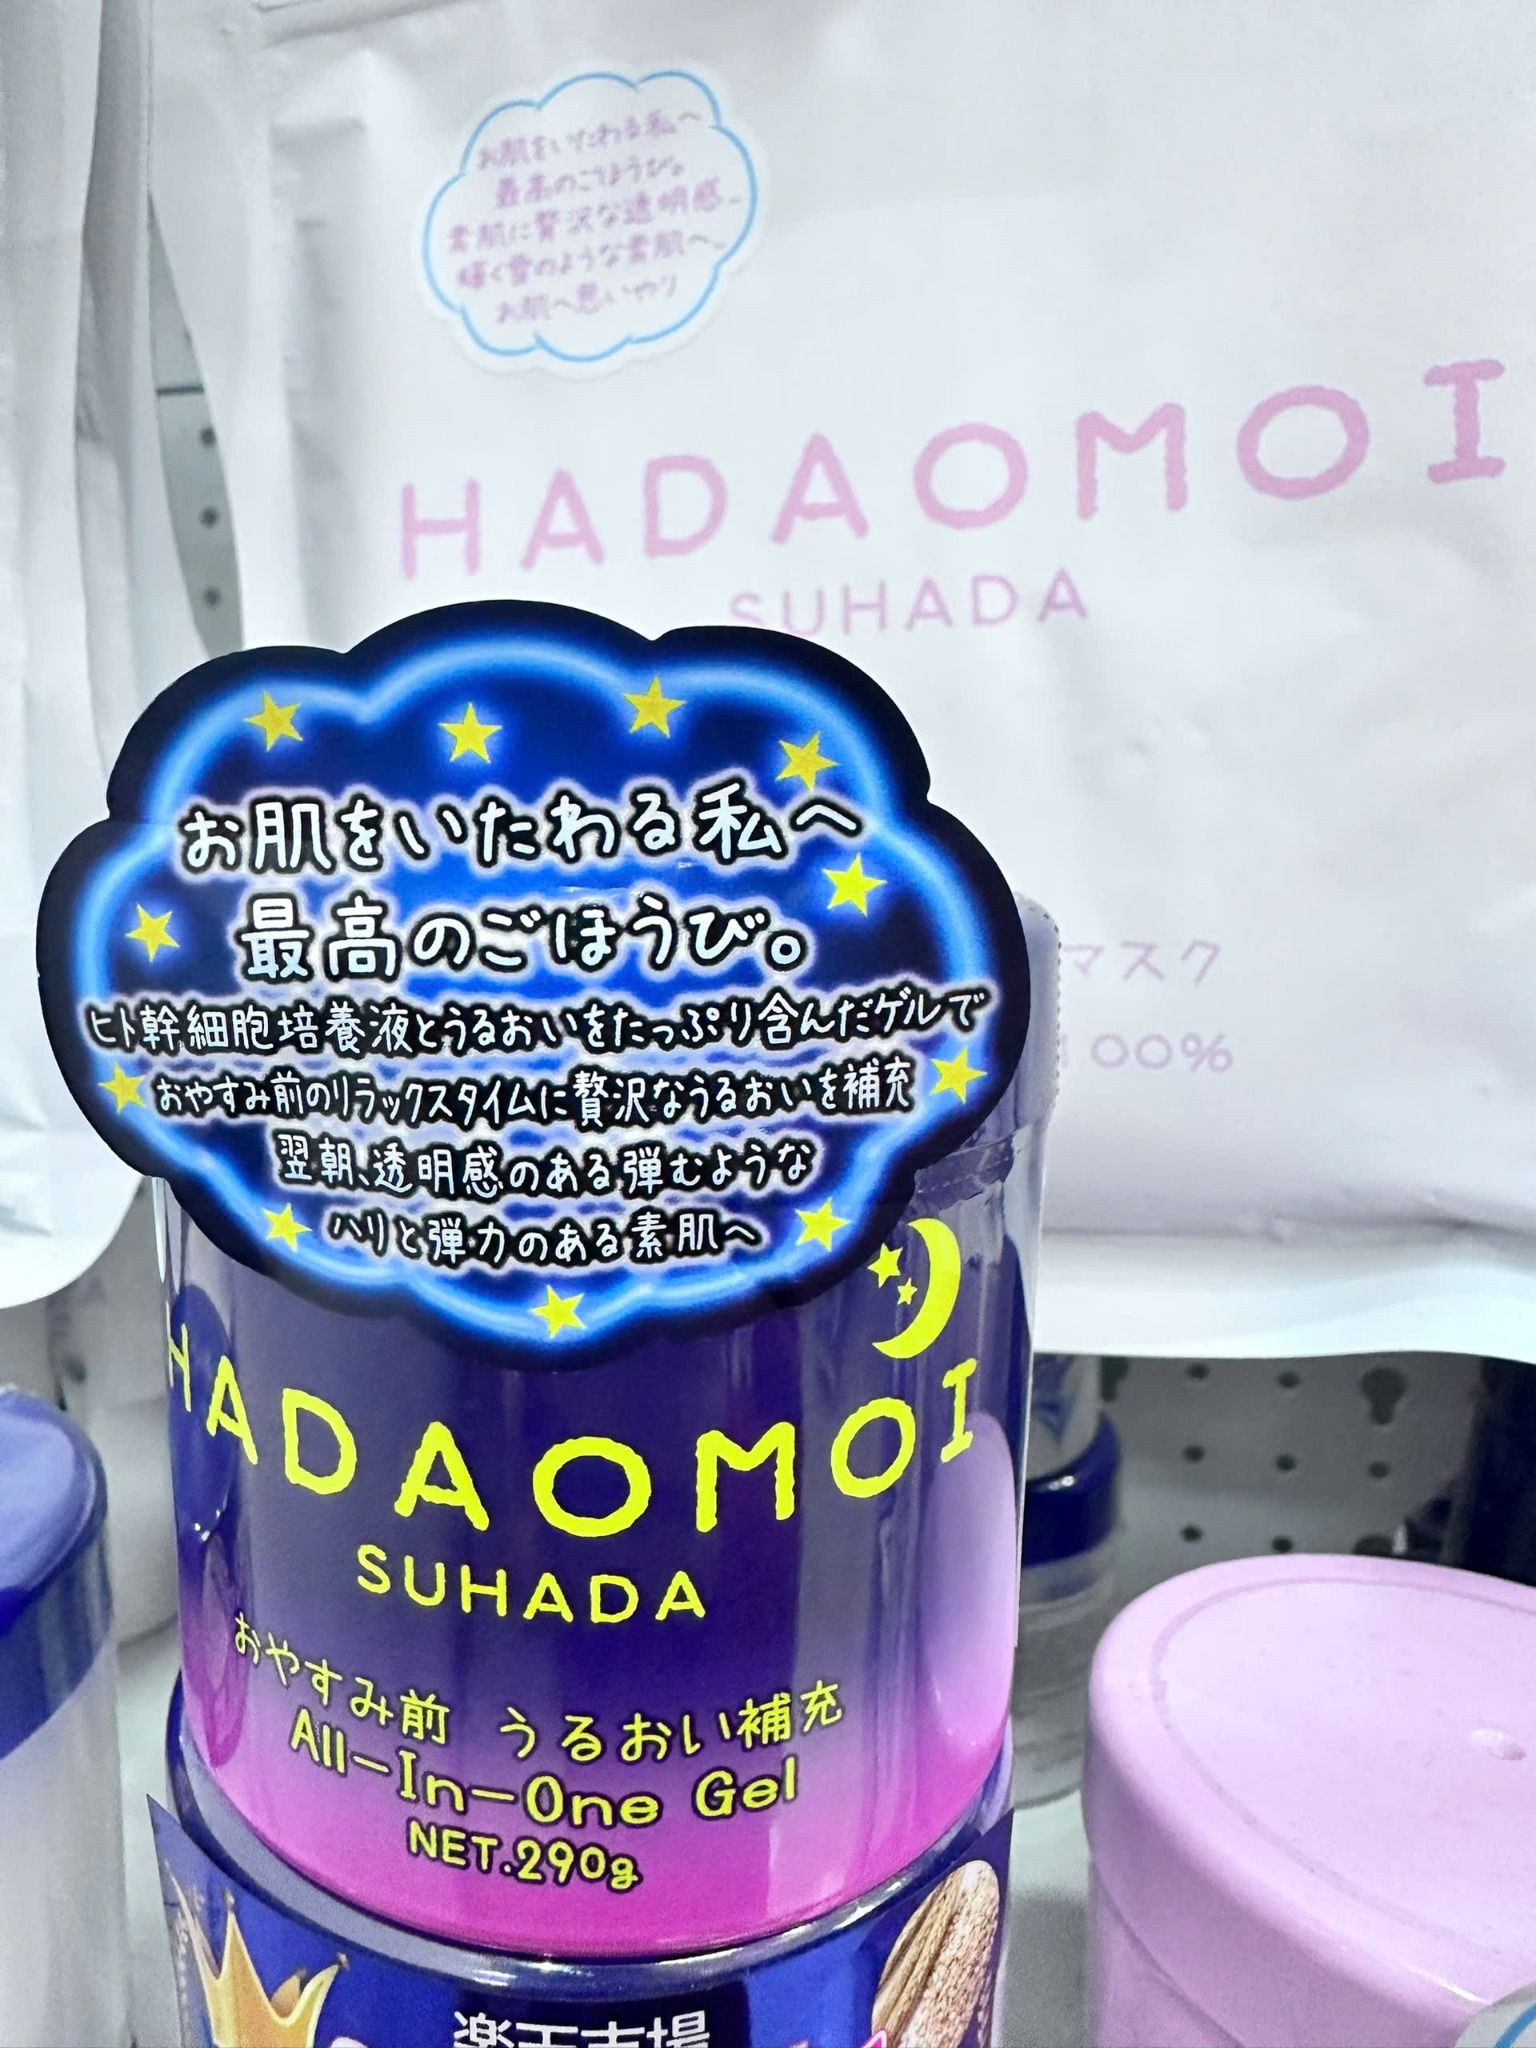 お肌をいたわる私へ
最高のごほうび。
素肌に贅沢な透明感_
輝く雪のような素肌へ_
お肌へ思いやり
HADAOMOI
SUHADA
マスク
100%
お肌をいたわる私へ
最高のごほうび。
ヒト幹細胞培養液とうるおいをたっぷり含んだゲルで
おやすみ前のリラックスタイムに贅沢なうるおいを補充
翌朝、透明感のある弾むような
ハリと弾力のある素肌へ
HADAOMOI
SUHADA
おやすみ前 うるおい補充
All-In-One Gel
NET.290g
楽天市場